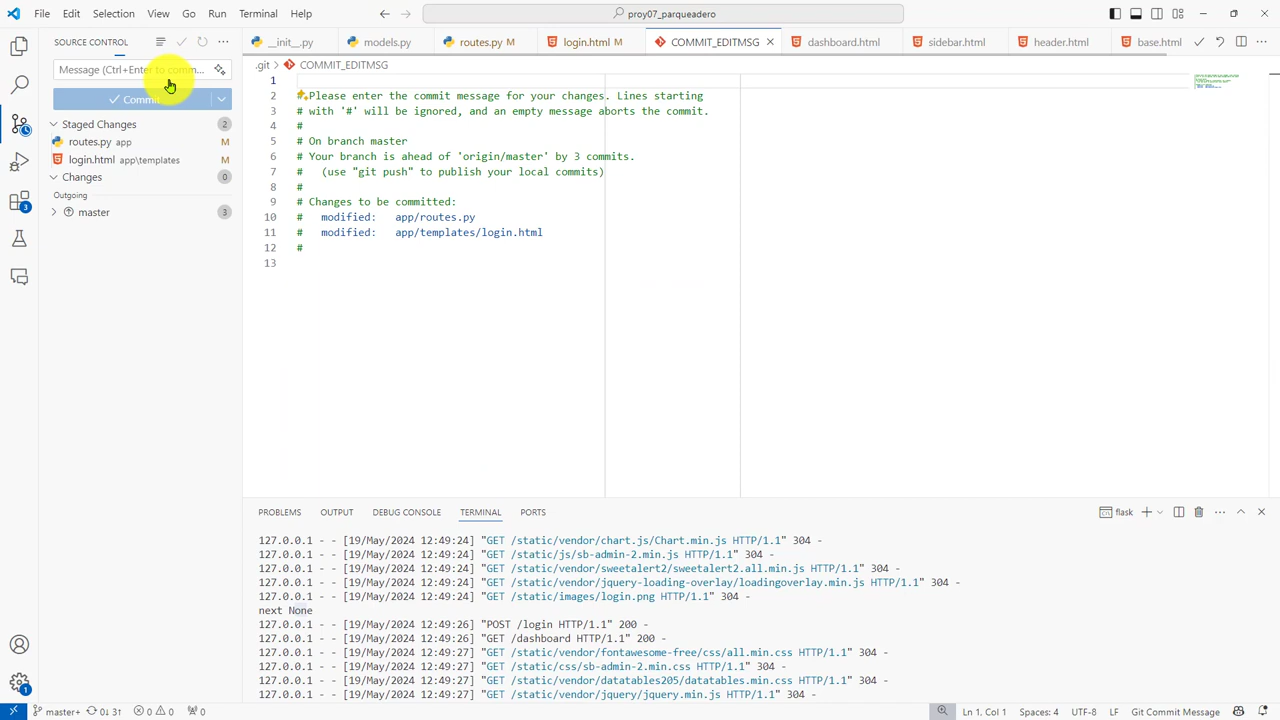 File Edit Selection View Go Run Terminal Help
proy07_parqueadero
SOURCE CONTROL
__init__.py
models.py
routes.py M
login.html M
COMMIT_EDITMSG
dashboard.html
sidebar.html
header.html
base.html
.git > COMMIT_EDITMSG
Message (Ctrl+Enter to comm...
Commit
Staged Changes 2
routes.py app M
login.html app\templates M
Changes 0
Outgoing
master 3
1
2 #Please enter the commit message for your changes. Lines starting
3 # with '#' will be ignored, and an empty message aborts the commit.
4 #
5 # On branch master
6 # Your branch is ahead of 'origin/master' by 3 commits.
7 #   (use "git push" to publish your local commits)
8 #
9 # Changes to be committed:
10 #   modified:   app/routes.py
11 #   modified:   app/templates/login.html
12 #
13
3
1
PROBLEMS OUTPUT DEBUG CONSOLE TERMINAL PORTS
flask
127.0.0.1 - - [19/May/2024 12:49:24] "GET /static/vendor/chart.js/Chart.min.js HTTP/1.1" 304 -
127.0.0.1 - - [19/May/2024 12:49:24] "GET /static/js/sb-admin-2.min.js HTTP/1.1" 304 -
127.0.0.1 - - [19/May/2024 12:49:24] "GET /static/vendor/sweetalert2/sweetalert2.all.min.js HTTP/1.1" 304 -
127.0.0.1 - - [19/May/2024 12:49:24] "GET /static/vendor/jquery-loading-overlay/loadingoverlay.min.js HTTP/1.1" 304 -
127.0.0.1 - - [19/May/2024 12:49:24] "GET /static/images/login.png HTTP/1.1" 304 -
next None
127.0.0.1 - - [19/May/2024 12:49:26] "POST /login HTTP/1.1" 200 -
127.0.0.1 - - [19/May/2024 12:49:26] "GET /dashboard HTTP/1.1" 200 -
127.0.0.1 - - [19/May/2024 12:49:27] "GET /static/vendor/fontawesome-free/css/all.min.css HTTP/1.1" 304 -
127.0.0.1 - - [19/May/2024 12:49:27] "GET /static/css/sb-admin-2.min.css HTTP/1.1" 304 -
127.0.0.1 - - [19/May/2024 12:49:27] "GET /static/vendor/datatables205/datatables.min.css HTTP/1.1" 304 -
127.0.0.1 - - [19/May/2024 12:49:27] "GET /static/vendor/jquery/jquery.min.js HTTP/1.1" 304 -
master+ 0↓ 3↑ 0 0 0
Ln 1, Col 1 Spaces: 4 UTF-8 LF Git Commit Message